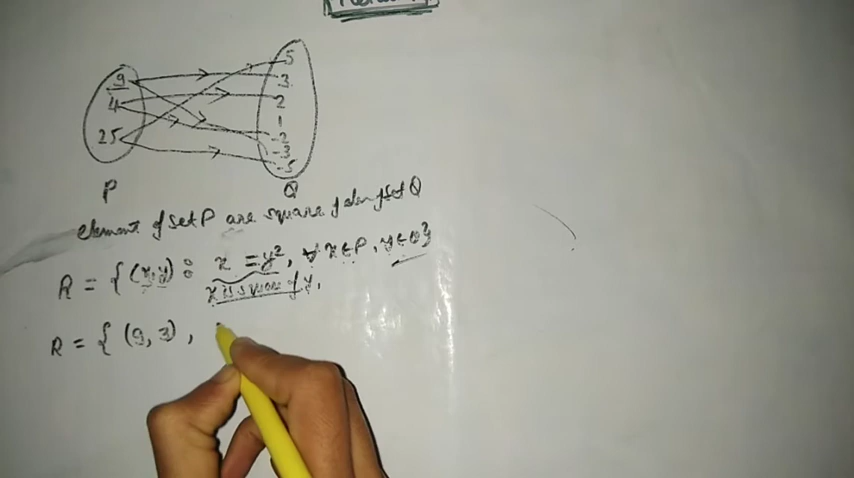 9
4
25
5
3
2
1
-2
-3
-5
P Q
element of set P are square of elem of set Q
R = { (x,y) : x = y², ∀ x ∈ P, y ∈ Q }
x is square of y,
R = { (9, 3) ,